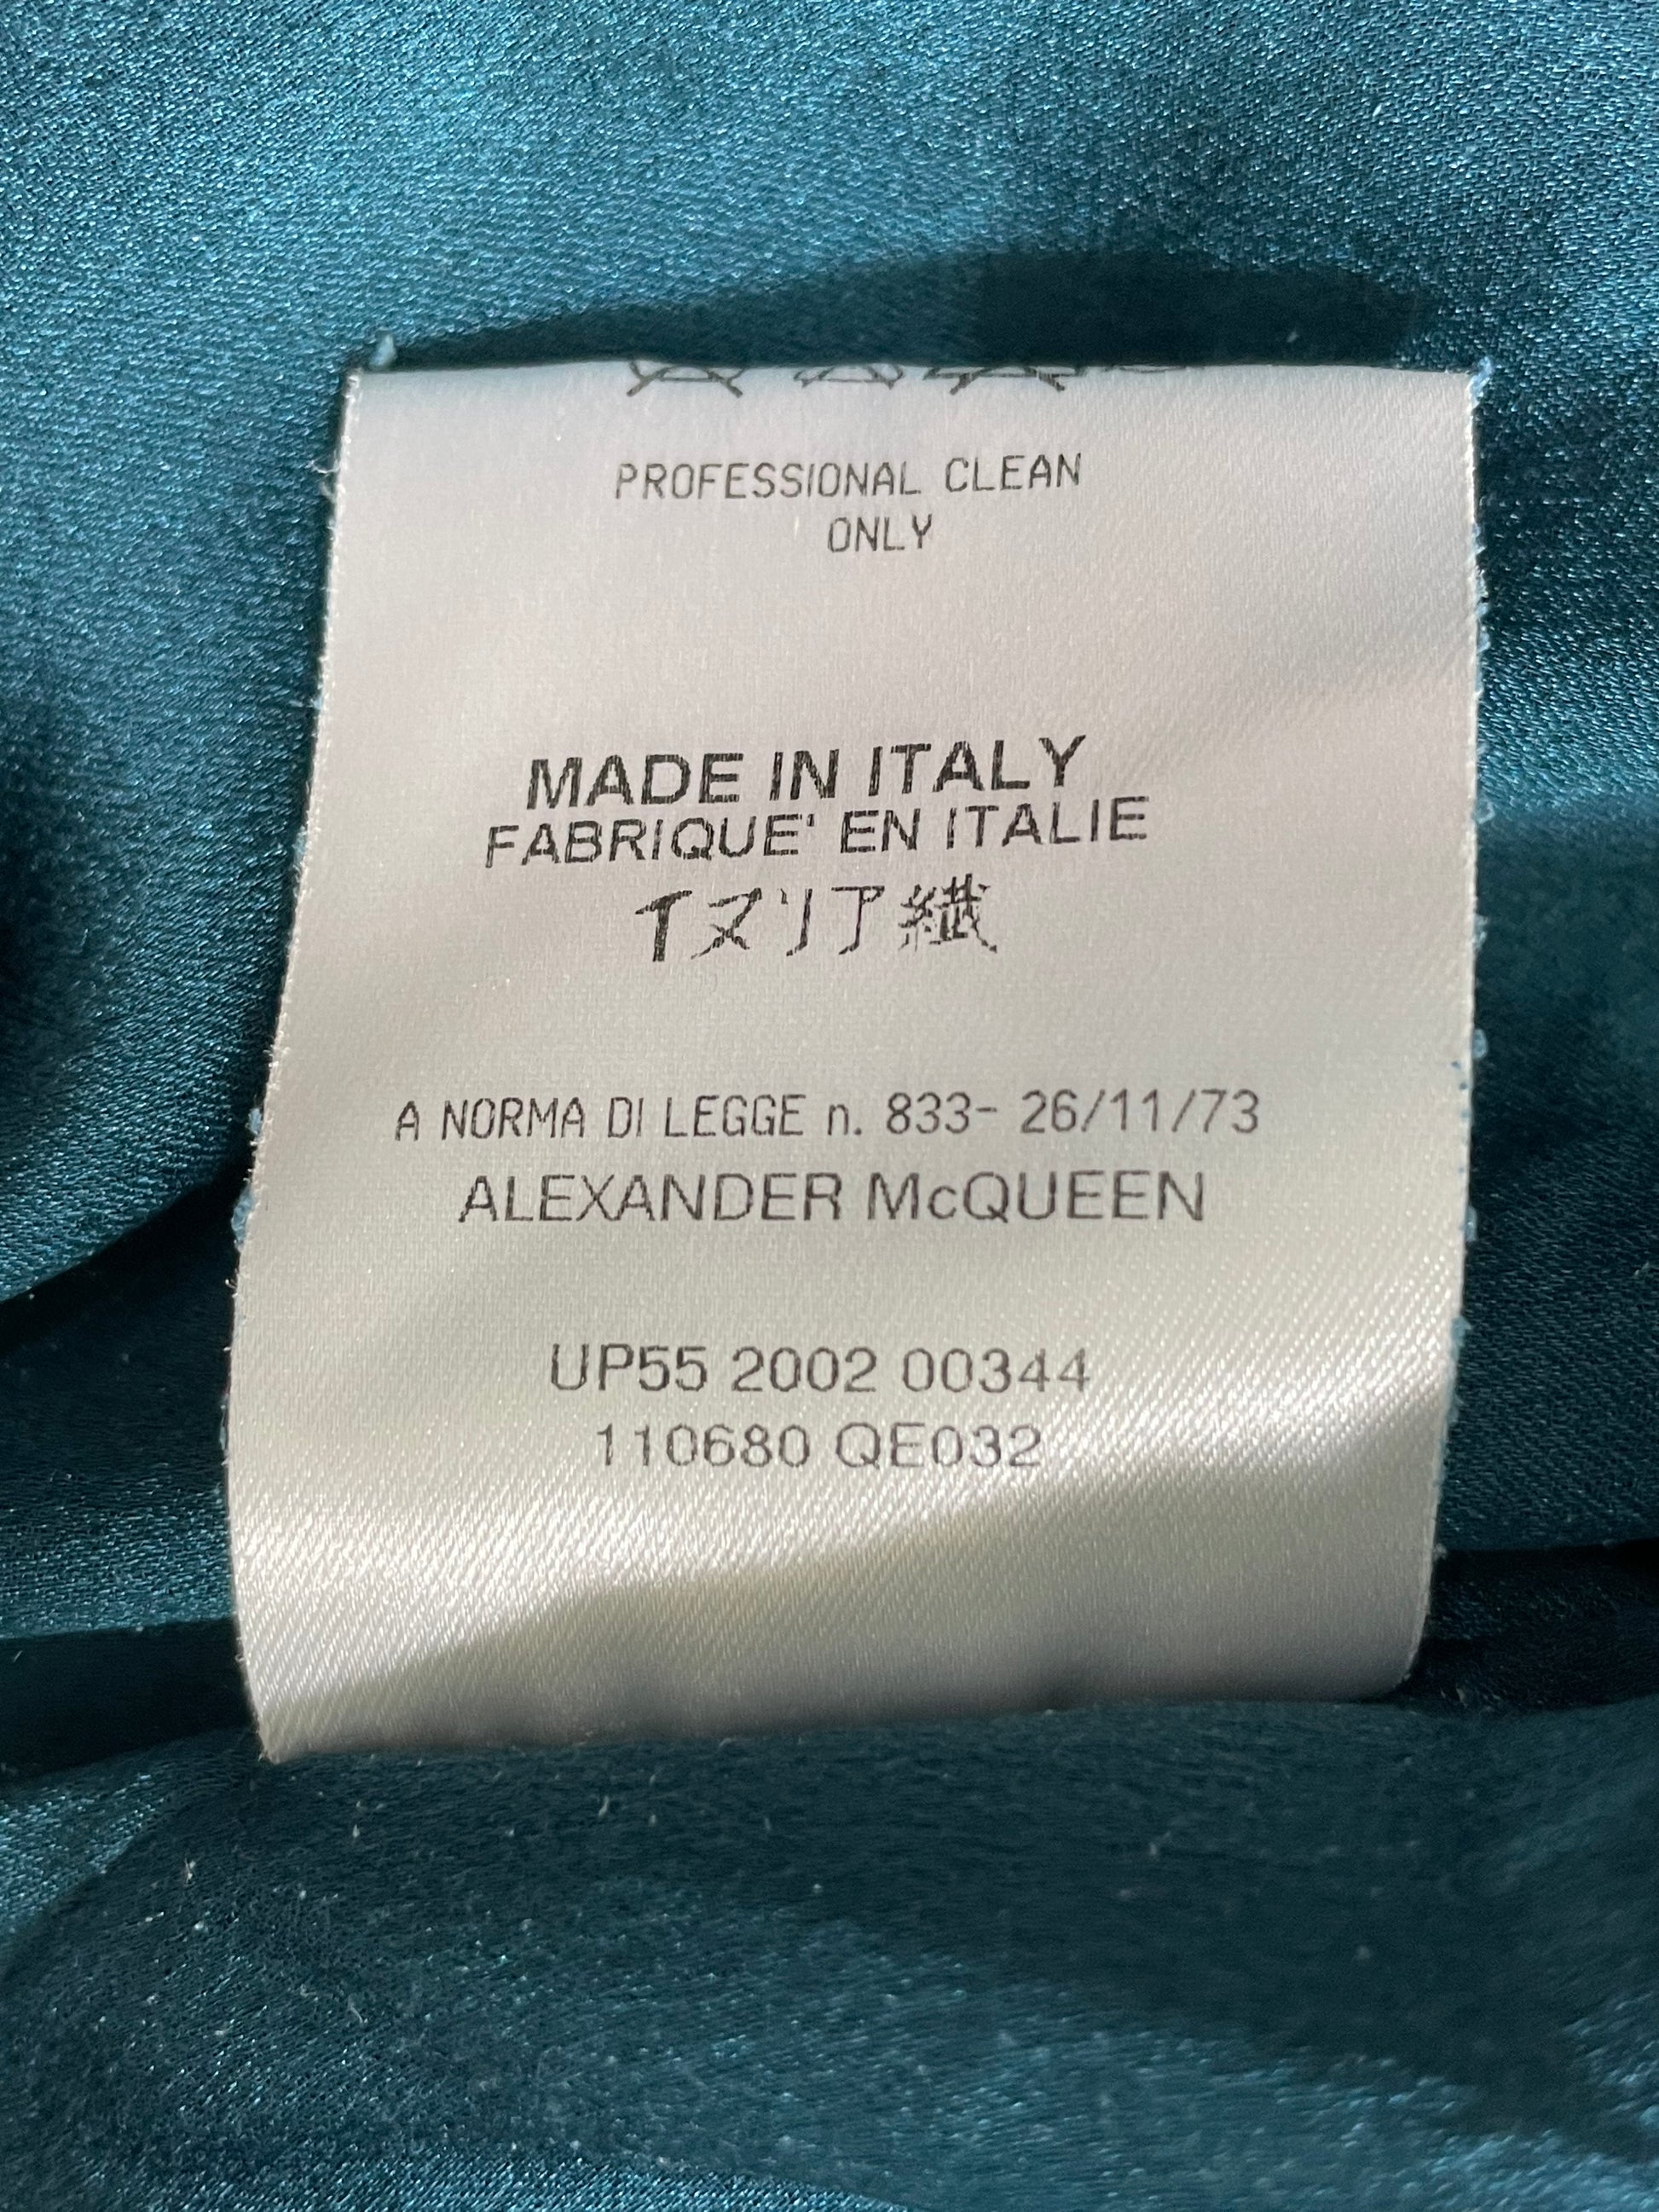 PROFESSIONAL CLEAN
ONLY
MADE IN ITALY
FABRIQUE' EN ITALIE
イヌリア繊
A NORMA DI LEGGE n. 833- 26/11/73
ALEXANDER McQUEEN
UP55 2002 00344
110680 QE032